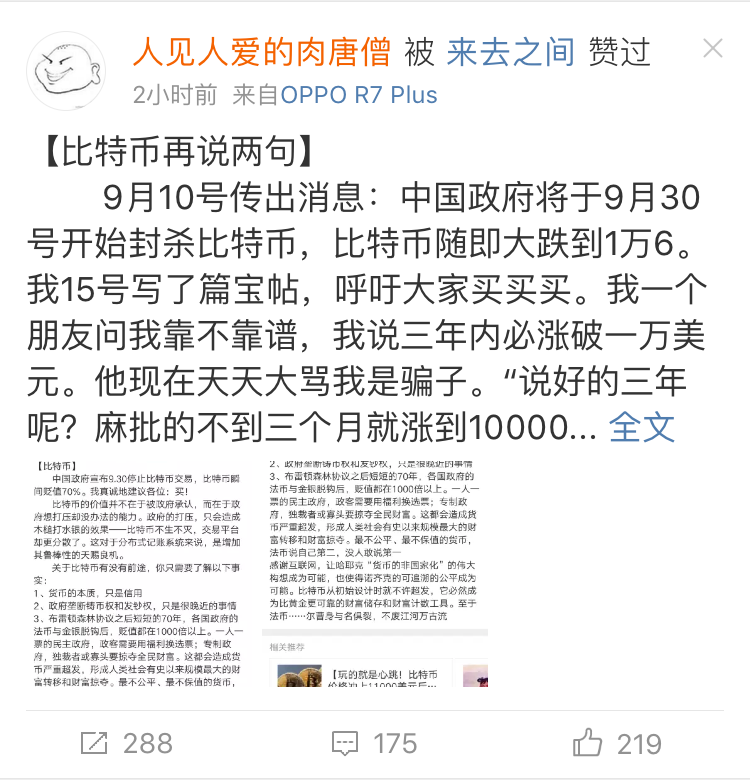 人见人爱的肉唐僧 被 来去之间 赞过
2小时前 来自OPPO R7 Plus
【比特币再说两句】
9月10号传出消息：中国政府将于9月30
号开始封杀比特币，比特币随即大跌到1万6。
我15号写了篇宝帖，呼吁大家买买买。我一个
朋友问我靠不靠谱，我说三年内必涨破一万美
元。他现在天天大骂我是骗子。“说好的三年
呢？麻批的不到三个月就涨到10000... 全文
【比特币】
中国政府宣布9.30停止比特币交易，比特币瞬
间贬值70%。我真诚地建议各位：买！
比特币的价值并不在于被政府承认，而在于政
府想打压却没办法的能力。政府的打压，只会造成
木槌打水银的效果——比特币不生不灭，交易平台
却更分散了。这对于分布式记账系统来说，是增加
其鲁棒性的天赐良机。
关于比特币有没有前途，你只需要了解以下事
实：
1、货币的本质，只是信用
2、政府垄断铸币权和发钞权，只是很晚近的事情
3、布雷顿森林协议之后短短的70年，各国政府的
法币与金银脱钩后，贬值都在1000倍以上。一人一
票的民主政府，政客需要用福利换选票；专制政
府，独裁者或寡头要掠夺全民财富。这都会造成货
币严重超发，形成人类社会有史以来规模最大的财
富转移和财富掠夺。最不公平、最不保值的货币，
2、政府垄断铸币权和发钞权，只是很晚近的事情
3、布雷顿森林协议之后短短的70年，各国政府的
法币与金银脱钩后，贬值都在1000倍以上。一人一
票的民主政府，政客需要用福利换选票；专制政
府，独裁者或寡头要掠夺全民财富。这都会造成货
币严重超发，形成人类社会有史以来规模最大的财
富转移和财富掠夺。最不公平、最不保值的货币，
法币说自己第二，没人敢说第一
感谢互联网，让哈耶克“货币的非国家化”的伟大
构想成为可能，也使得诺齐克的可追溯的公平成为
可能。比特币从初始设计时就不许超发，它必然成
为比黄金更可靠的财富储存和财富计数工具。至于
法币……尔曹身与名俱裂，不废江河万古流
相关推荐
【玩的就是心跳！比特币
价格冲上11000美元后…
288
175
219